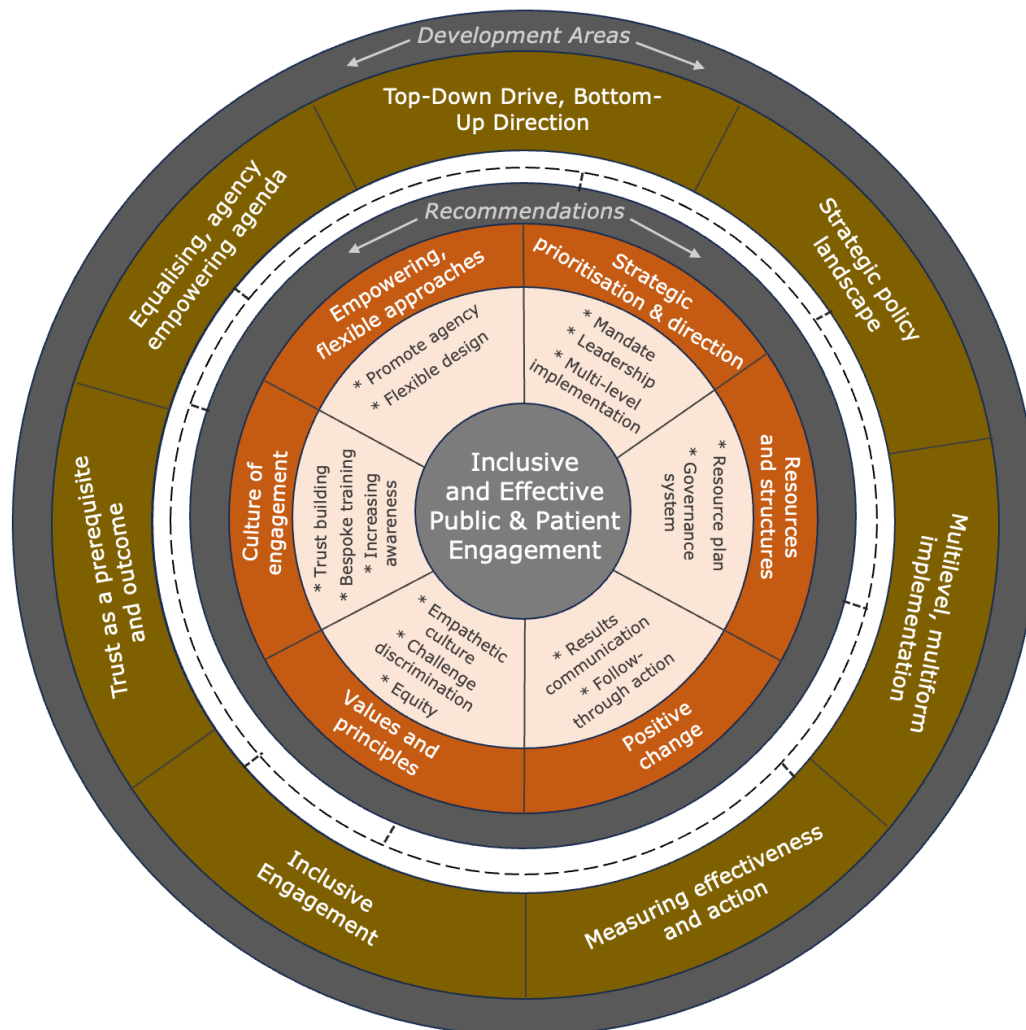 Development Areas
Top-Down Drive, Bottom-
Up Direction
Strategic policy
landscape
Multilevel, multiform
implementation
Measuring effectiveness
and action
Inclusive
Engagement
Trust as a prerequisite
and outcome
Equalising, agency
empowering agenda
Recommendations
Strategic
prioritisation & direction
* Mandate
* Leadership
* Multi-level
implementation
Resources
and structures
* Resource plan
* Governance
system
Positive
change
* Results
communication
* Follow-
through action
Values and
principles
* Empathetic
culture
* Challenge
discrimination
* Equity
Culture of
engagement
* Trust building
* Bespoke training
* Increasing
awareness
Empowering,
flexible approaches
* Promote agency
* Flexible design
Inclusive
and Effective
Public & Patient
Engagement